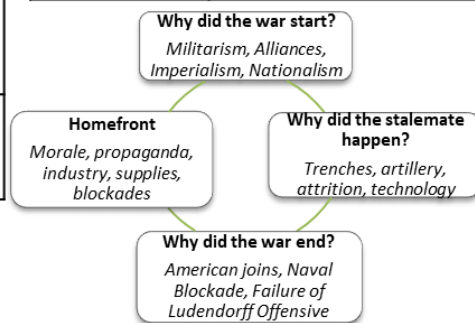 Why did the war start?
Militarism, Alliances,
Imperialism, Nationalism
Homefront
Morale, propaganda,
industry, supplies,
blockades
Why did the stalemate
happen?
Trenches, artillery,
attrition, technology
Why did the war end?
American joins, Naval
Blockade, Failure of
Ludendorff Offensive